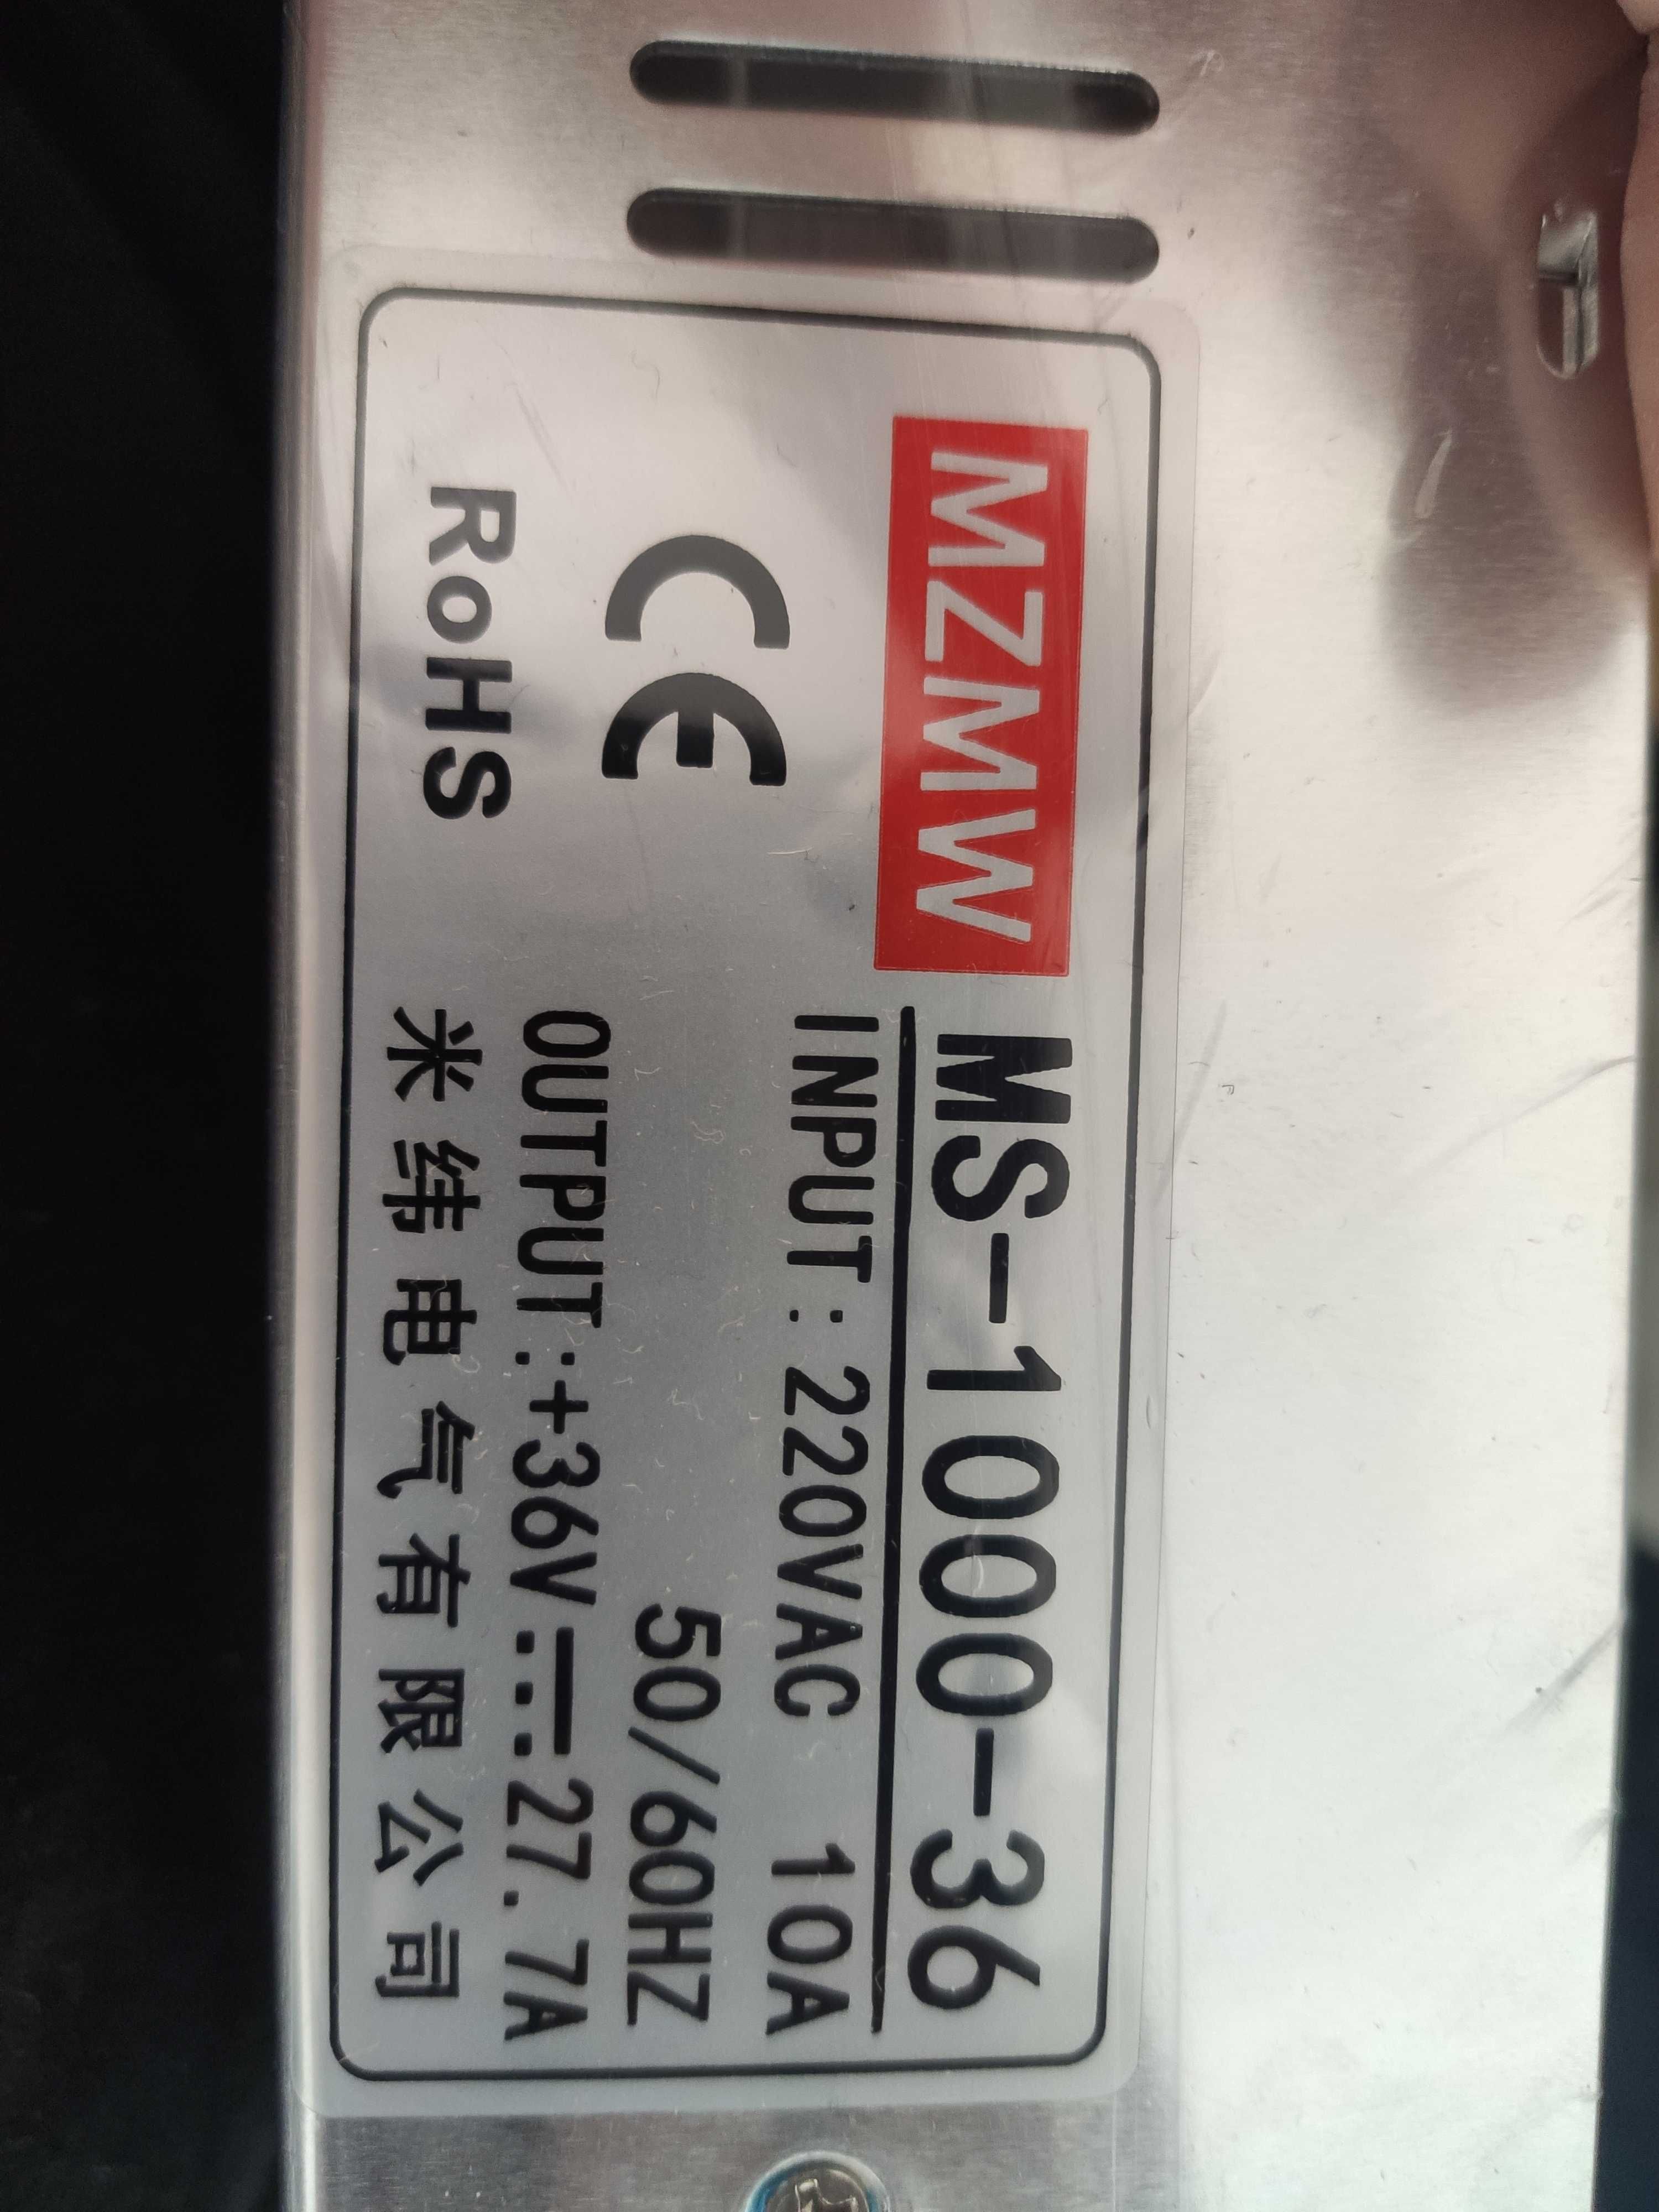 MZMW
MS-1000-36
INPUT: 220VAC 10A
50/60HZ
OUTPUT:+36V⎓27.7A
米纬电气有限公司
CE
RoHS